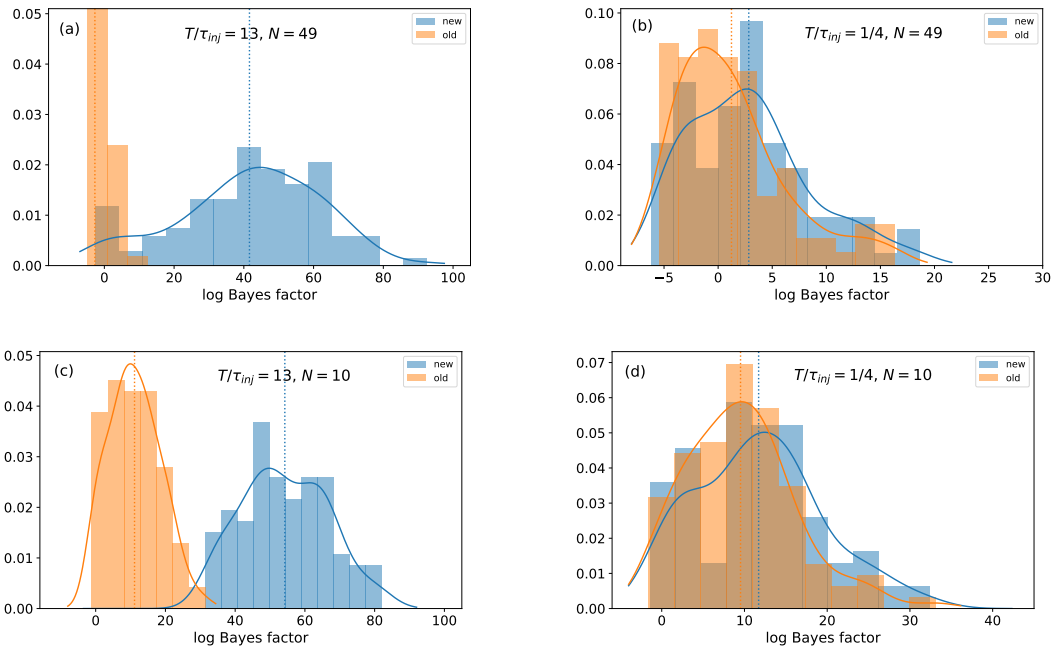 (a)
T/τinj = 13, N = 49
new
old
0.05
0.04
0.03
0.02
0.01
0.00
0 20 40 60 80 100
log Bayes factor
(b)
T/τinj = 1/4, N = 49
new
old
0.10
0.08
0.06
0.04
0.02
0.00
−5 0 5 10 15 20 25 30
log Bayes factor
(c)
T/τinj = 13, N = 10
new
old
0.05
0.04
0.03
0.02
0.01
0.00
0 20 40 60 80 100
log Bayes factor
(d)
T/τinj = 1/4, N = 10
new
old
0.07
0.06
0.05
0.04
0.03
0.02
0.01
0.00
0 10 20 30 40
log Bayes factor